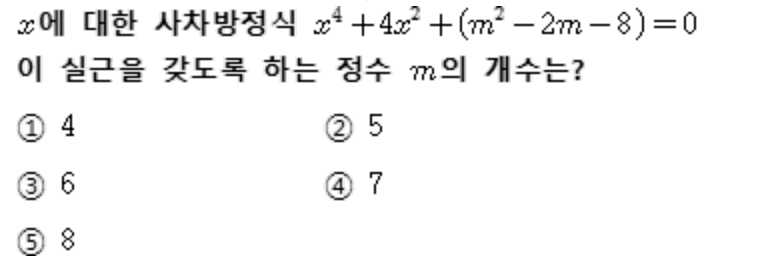 x에 대한 사차방정식 x⁴+4x²+(m²−2m−8)=0
이 실근을 갖도록 하는 정수 m의 개수는?
① 4 ② 5
③ 6 ④ 7
⑤ 8